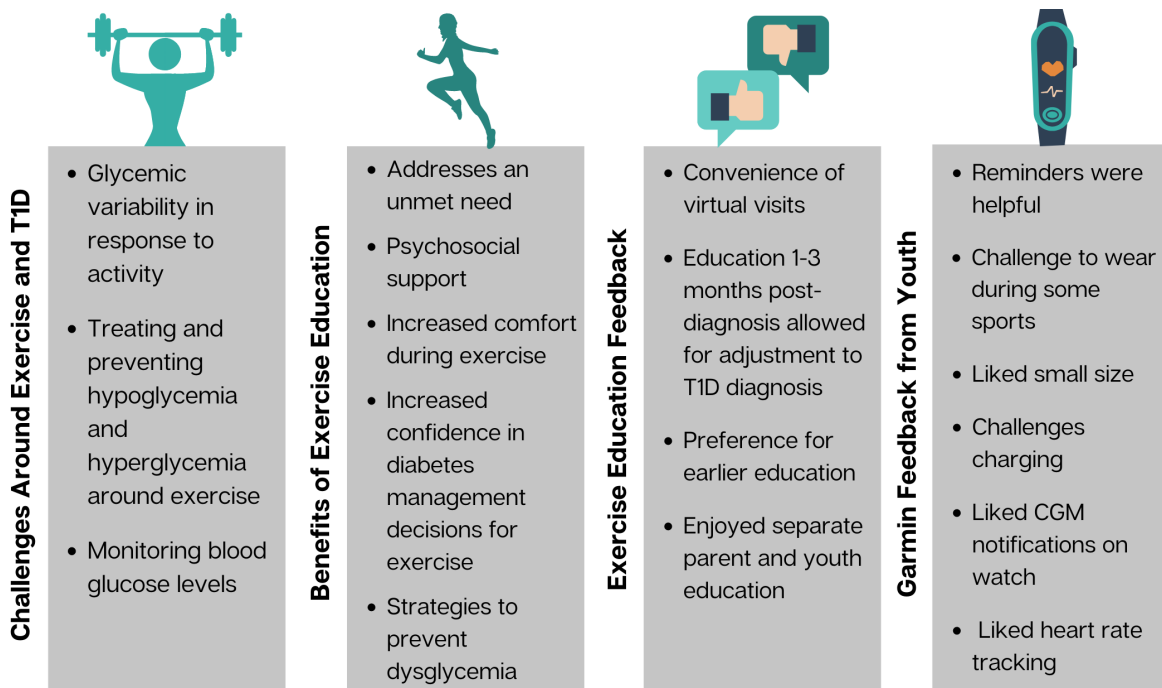 Challenges Around Exercise and T1D
• Glycemic
variability in
response to
activity
• Treating and
preventing
hypoglycemia
and
hyperglycemia
around exercise
• Monitoring blood
glucose levels
Benefits of Exercise Education
• Addresses an
unmet need
• Psychosocial
support
• Increased comfort
during exercise
• Increased
confidence in
diabetes
management
decisions for
exercise
• Strategies to
prevent
dysglycemia
Exercise Education Feedback
• Convenience of
virtual visits
• Education 1-3
months post-
diagnosis allowed
for adjustment to
T1D diagnosis
• Preference for
earlier education
• Enjoyed separate
parent and youth
education
Garmin Feedback from Youth
• Reminders were
helpful
• Challenge to wear
during some
sports
• Liked small size
• Challenges
charging
• Liked CGM
notifications on
watch
• Liked heart rate
tracking